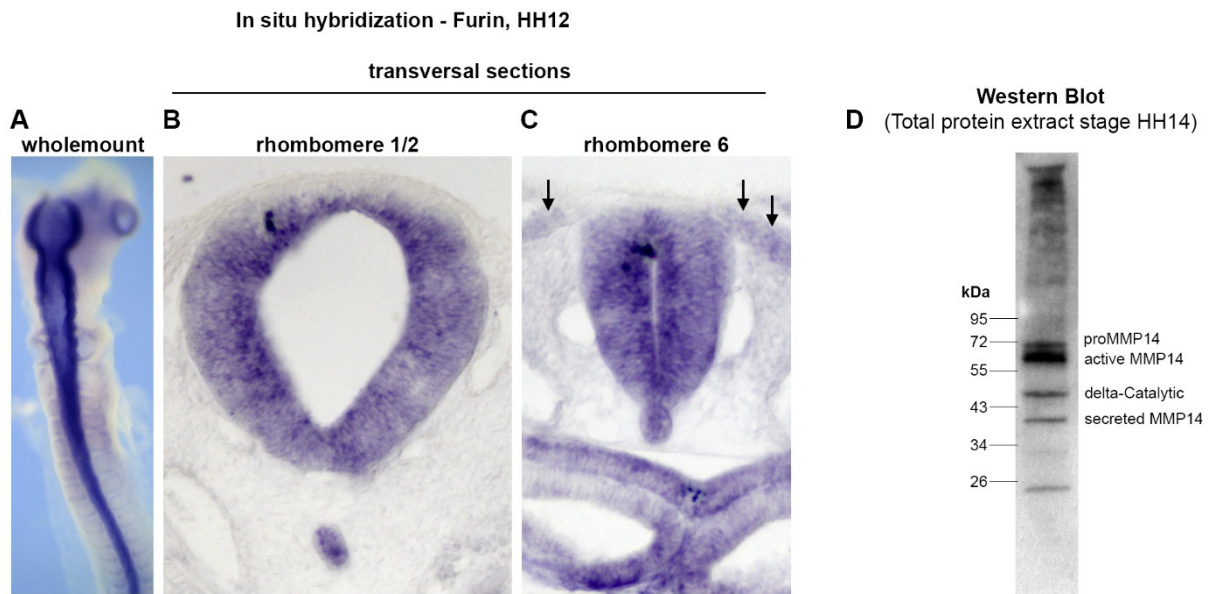 In situ hybridization - Furin, HH12
transversal sections
A
wholemount
B
rhombomere 1/2
C
rhombomere 6
D
Western Blot
(Total protein extract stage HH14)
kDa
95
72
55
43
34
26
proMMP14
active MMP14
delta-Catalytic
secreted MMP14